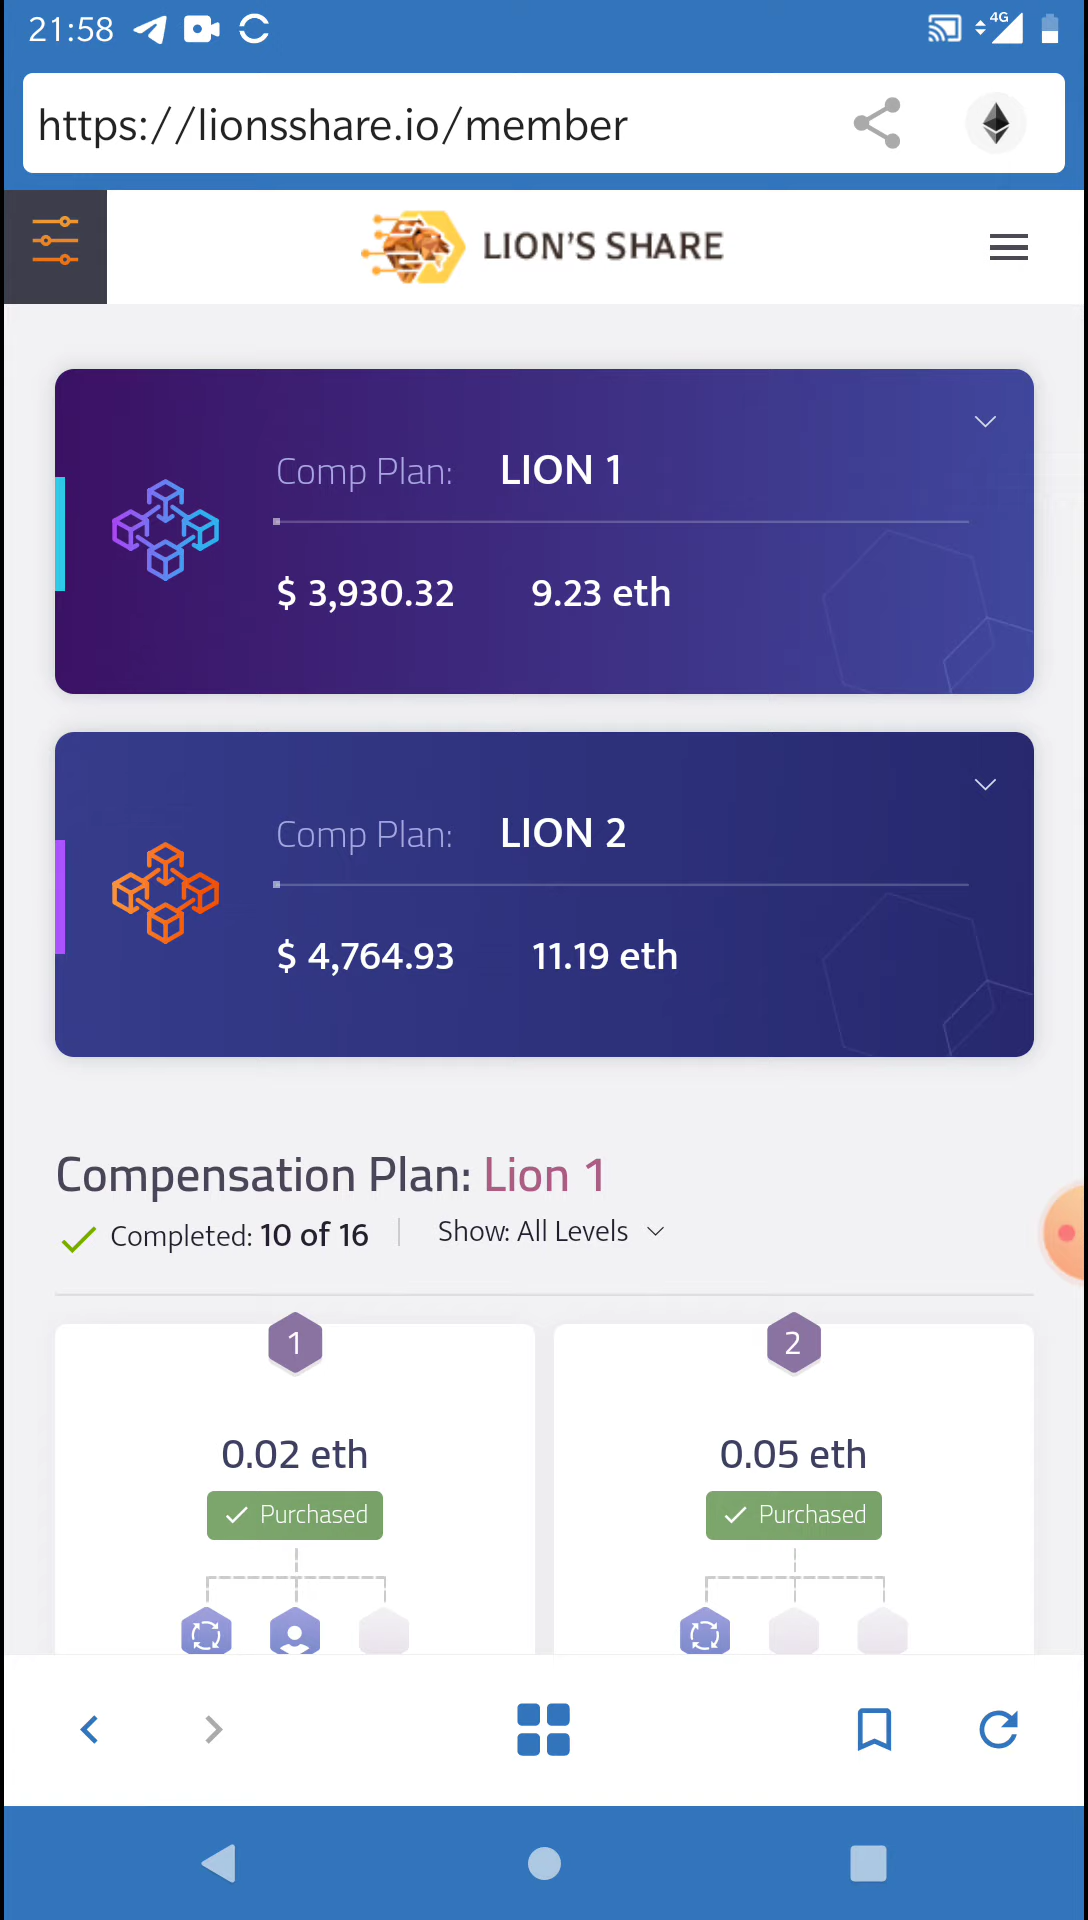 21:58
4G
https://lionsshare.io/member
LION'S SHARE
Comp Plan: LION 1
$ 3,930.32 9.23 eth
Comp Plan: LION 2
$ 4,764.93 11.19 eth
Compensation Plan: Lion 1
Completed: 10 of 16 Show: All Levels
1 2
0.02 eth 0.05 eth
Purchased Purchased